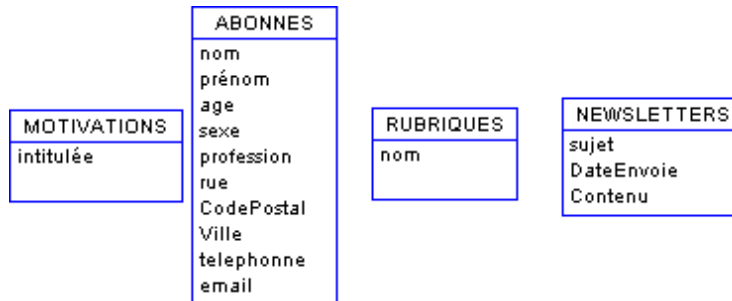 MOTIVATIONS
intitulée
ABONNES
nom
prénom
age
sexe
profession
rue
CodePostal
Ville
telephonne
email
RUBRIQUES
nom
NEWSLETTERS
sujet
DateEnvoie
Contenu